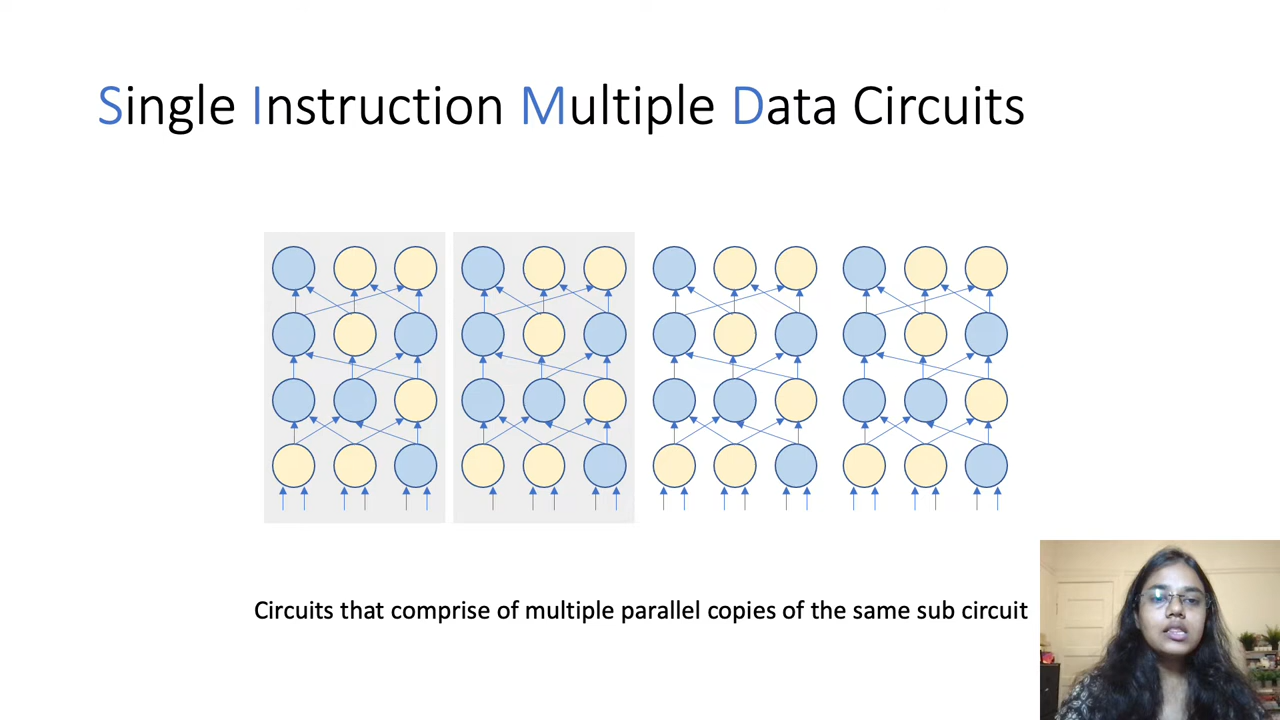 Single Instruction Multiple Data Circuits
Circuits that comprise of multiple parallel copies of the same sub circuit